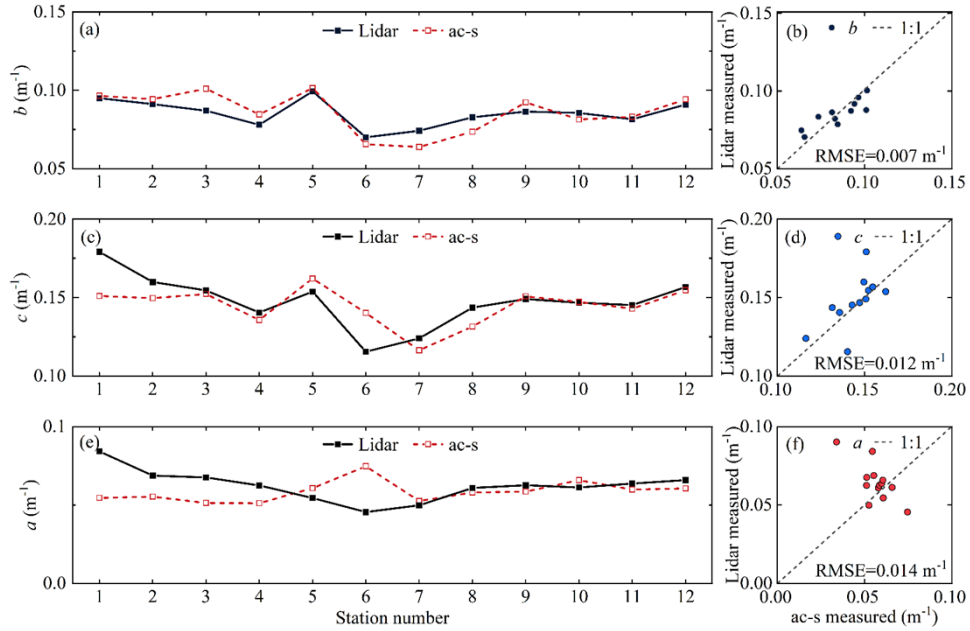 (a)
Lidar
ac-s
0.15
0.10
0.05
b (m⁻¹)
1 2 3 4 5 6 7 8 9 10 11 12
(b)
b
1:1
0.15
0.10
0.05
Lidar measured (m⁻¹)
RMSE=0.007 m⁻¹
0.05 0.10 0.15
(c)
Lidar
ac-s
0.20
0.15
0.10
c (m⁻¹)
1 2 3 4 5 6 7 8 9 10 11 12
(d)
c
1:1
0.20
0.15
0.10
Lidar measured (m⁻¹)
RMSE=0.012 m⁻¹
0.10 0.15 0.20
(e)
Lidar
ac-s
0.1
0.1
0.0
a (m⁻¹)
1 2 3 4 5 6 7 8 9 10 11 12
Station number
(f)
a
1:1
0.10
0.05
0.00
Lidar measured (m⁻¹)
RMSE=0.014 m⁻¹
0.00 0.05 0.10
ac-s measured (m⁻¹)